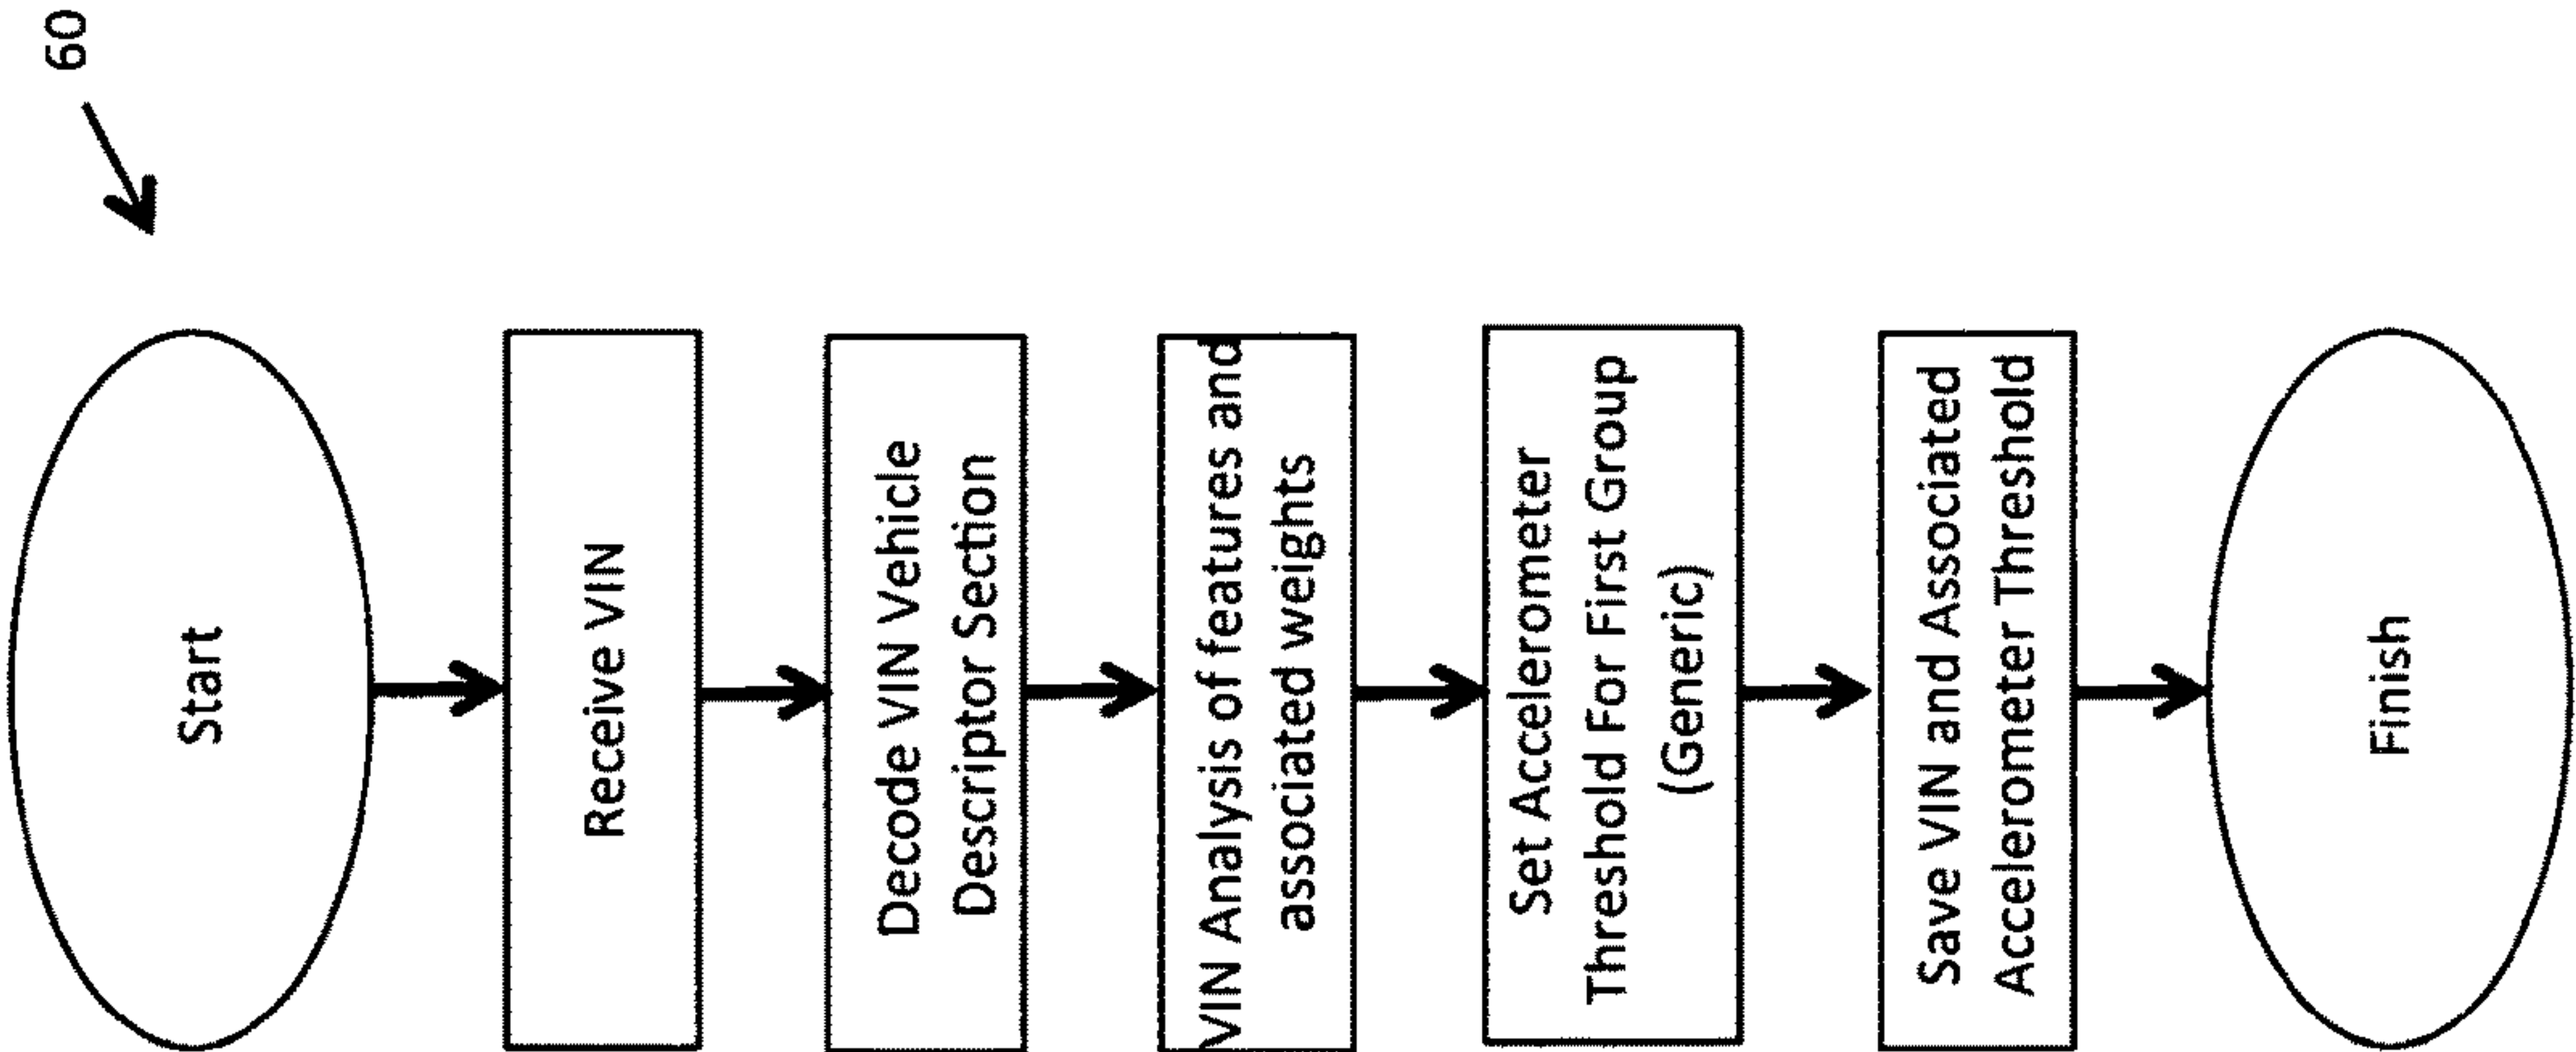 60
Start
Receive VIN
Decode VIN Vehicle
Descriptor Section
VIN Analysis of features and
associated weights
Set Accelerometer
Threshold For First Group
(Generic)
Save VIN and Associated
Accelerometer Threshold
Finish